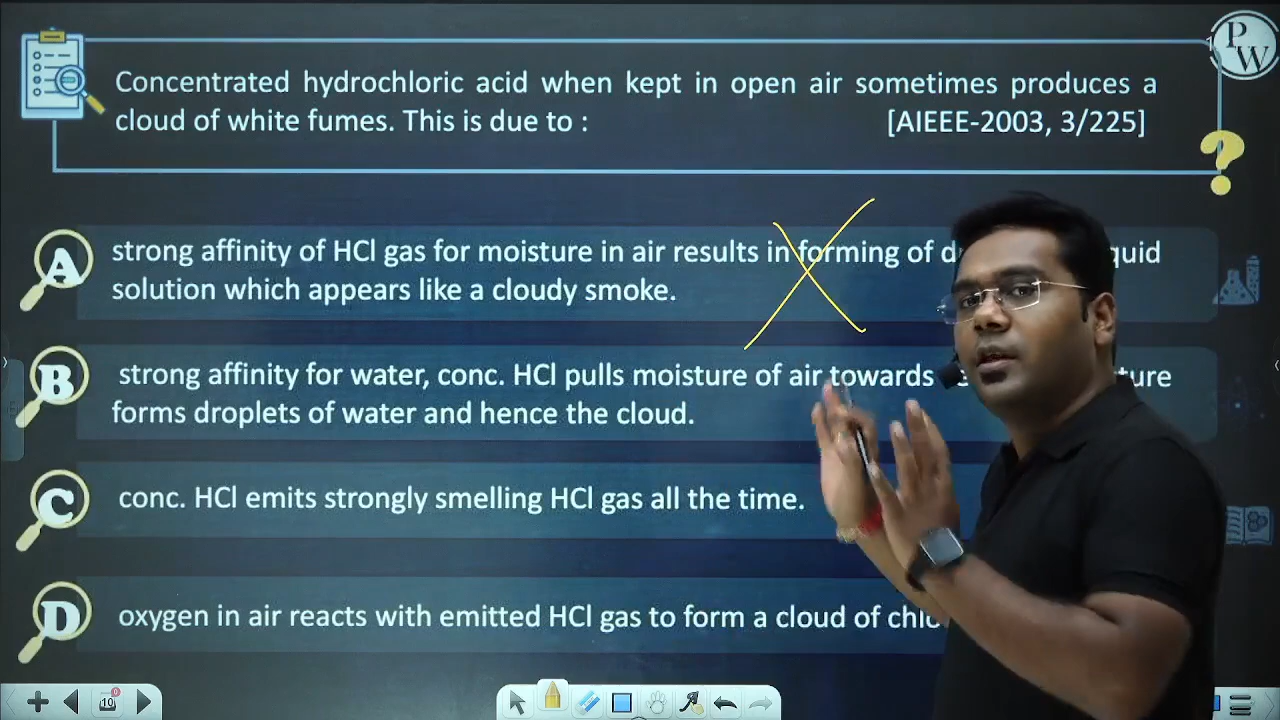 P
W
Concentrated hydrochloric acid when kept in open air sometimes produces a
cloud of white fumes. This is due to : [AIEEE-2003, 3/225]
A strong affinity of HCl gas for moisture in air results in forming of
solution which appears like a cloudy smoke.
B strong affinity for water, conc. HCl pulls moisture of air towards
forms droplets of water and hence the cloud.
C conc. HCl emits strongly smelling HCl gas all the time.
D oxygen in air reacts with emitted HCl gas to form a cloud of
10